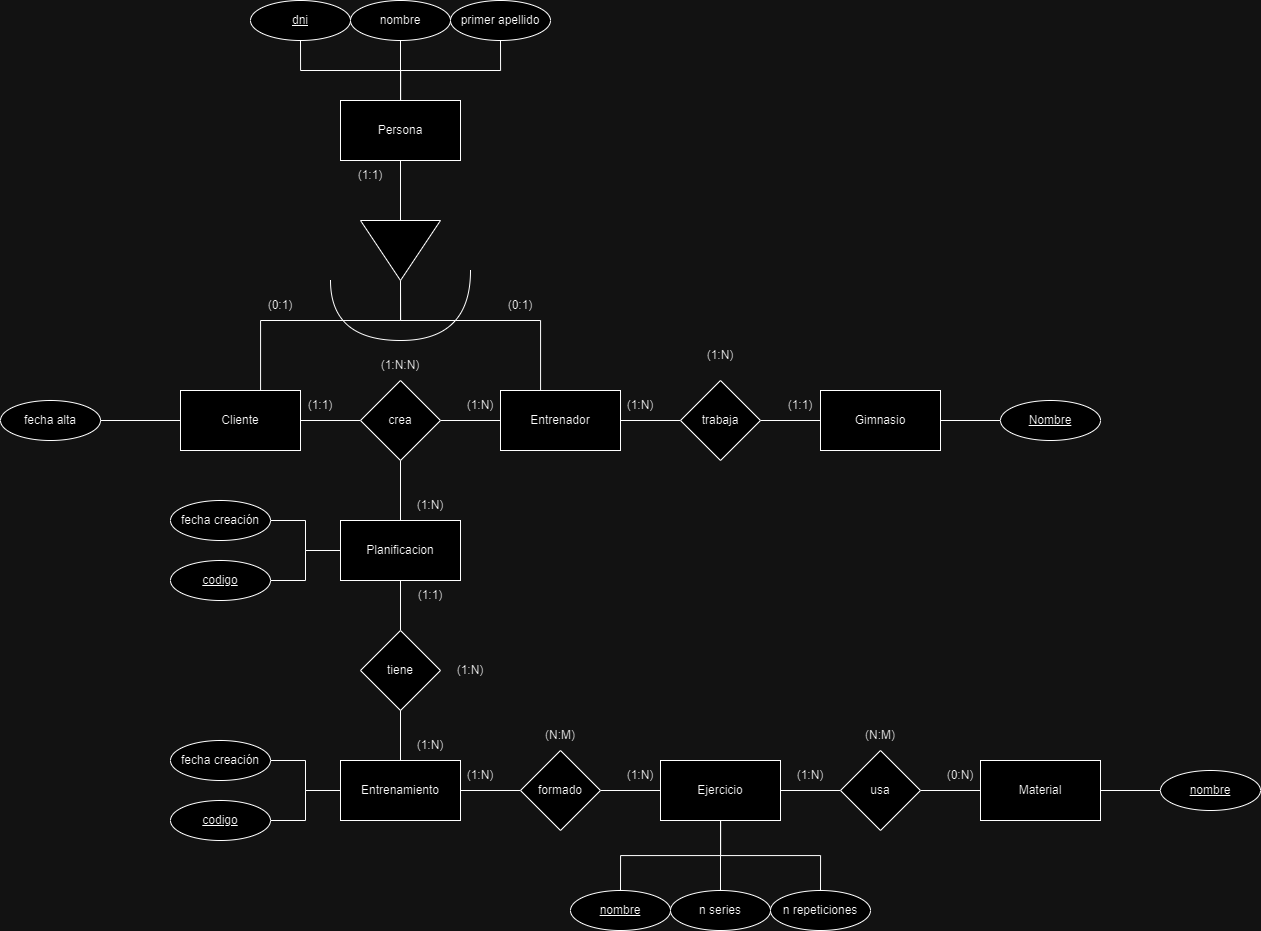 dni
nombre
primer apellido
Persona
(1:1)
(0:1)
(0:1)
(1:N:N)
(1:N)
fecha alta
Cliente
(1:1)
crea
(1:N)
Entrenador
(1:N)
trabaja
(1:1)
Gimnasio
Nombre
(1:N)
fecha creación
Planificacion
codigo
(1:1)
tiene
(1:N)
(1:N)
(N:M)
(N:M)
fecha creación
Entrenamiento
(1:N)
formado
(1:N)
Ejercicio
(1:N)
usa
(0:N)
Material
nombre
codigo
nombre
n series
n repeticiones